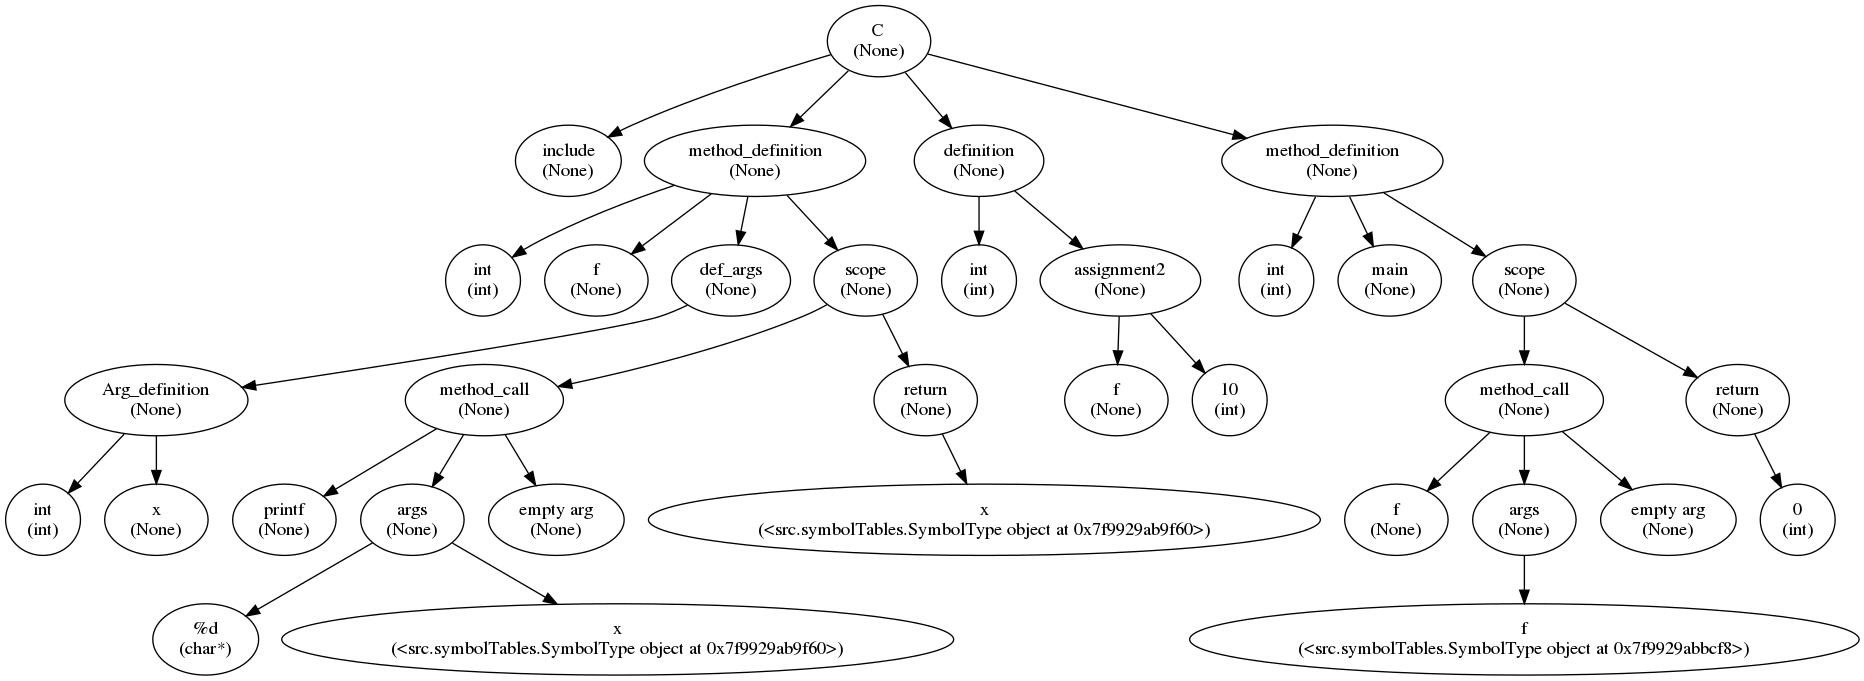 C
(None)
include
(None)
method_definition
(None)
definition
(None)
method_definition
(None)
int
(int)
f
(None)
def_args
(None)
scope
(None)
int
(int)
assignment2
(None)
int
(int)
main
(None)
scope
(None)
Arg_definition
(None)
method_call
(None)
return
(None)
f
(None)
10
(int)
method_call
(None)
return
(None)
int
(int)
x
(None)
printf
(None)
args
(None)
empty arg
(None)
x
(<src.symbolTables.SymbolType object at 0x7f9929ab9f60>)
f
(None)
args
(None)
empty arg
(None)
0
(int)
%d
(char*)
x
(<src.symbolTables.SymbolType object at 0x7f9929ab9f60>)
f
(<src.symbolTables.SymbolType object at 0x7f9929abbcf8>)